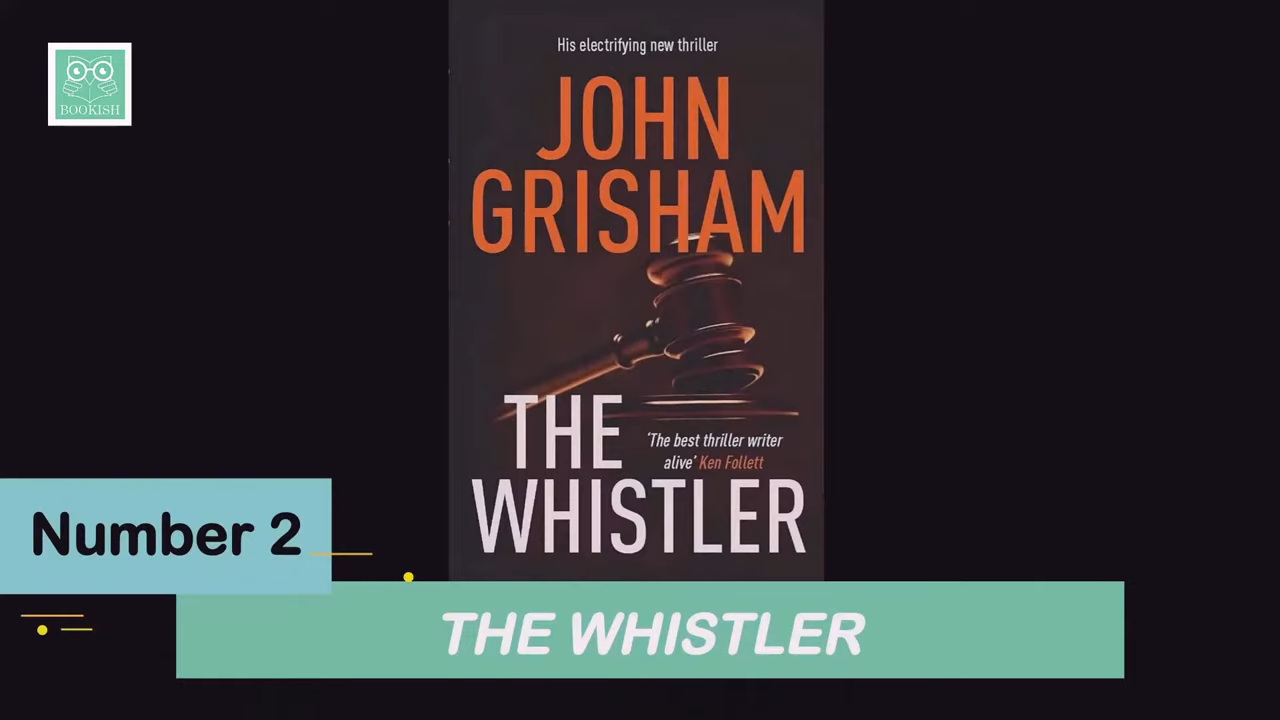 BOOKISH
His electrifying new thriller
JOHN
GRISHAM
THE
'The best thriller writer
alive' Ken Follett
WHISTLER
Number 2
THE WHISTLER